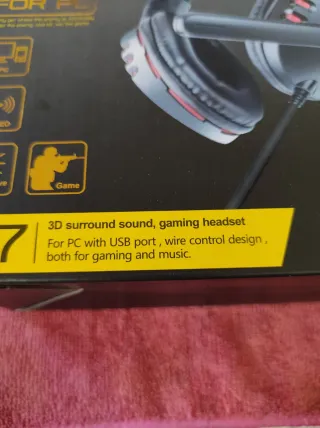 FOR P
Game
7
3D surround sound, gaming headset
For PC with USB port , wire control design ,
both for gaming and music.